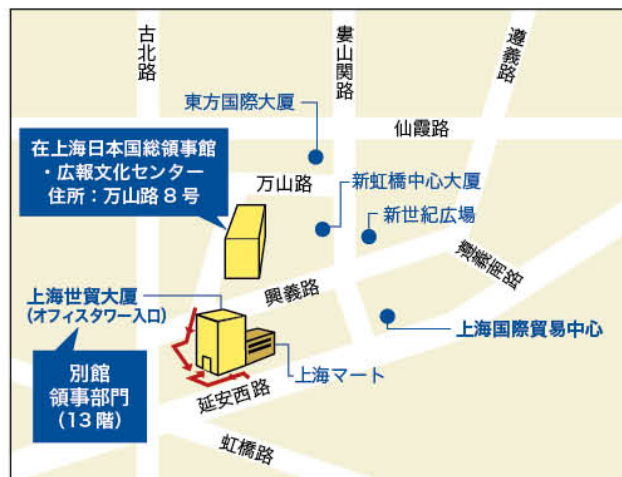 古北路
婁山関路
遵義路
東方国際大厦
仙霞路
在上海日本国総領事館
・広報文化センター
住所：万山路８号
万山路
新虹橋中心大厦
新世紀広場
遵義南路
興義路
上海世貿大厦
（オフィスタワー入口）
上海国際貿易中心
別館
領事部門
（13階）
上海マート
延安西路
虹橋路